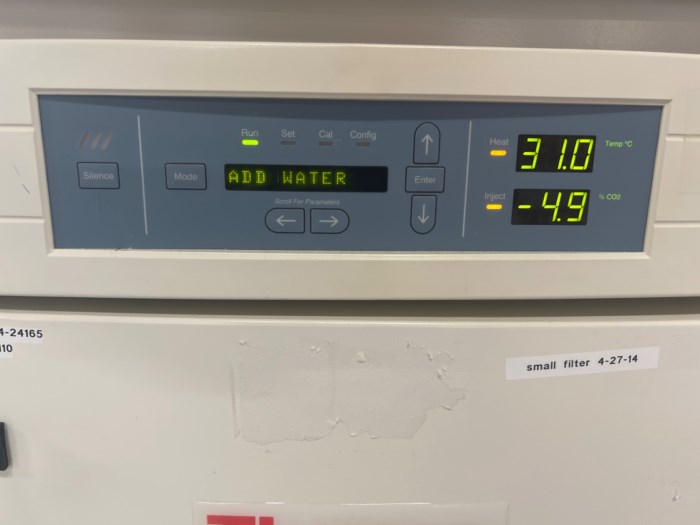 Run Set Cal Config
Silence
Mode
ADD WATER
Enter
Scroll For Parameters
Heat 31.0 Temp °C
Inject -4.9 % CO2
4-24165
small filter 4-27-14